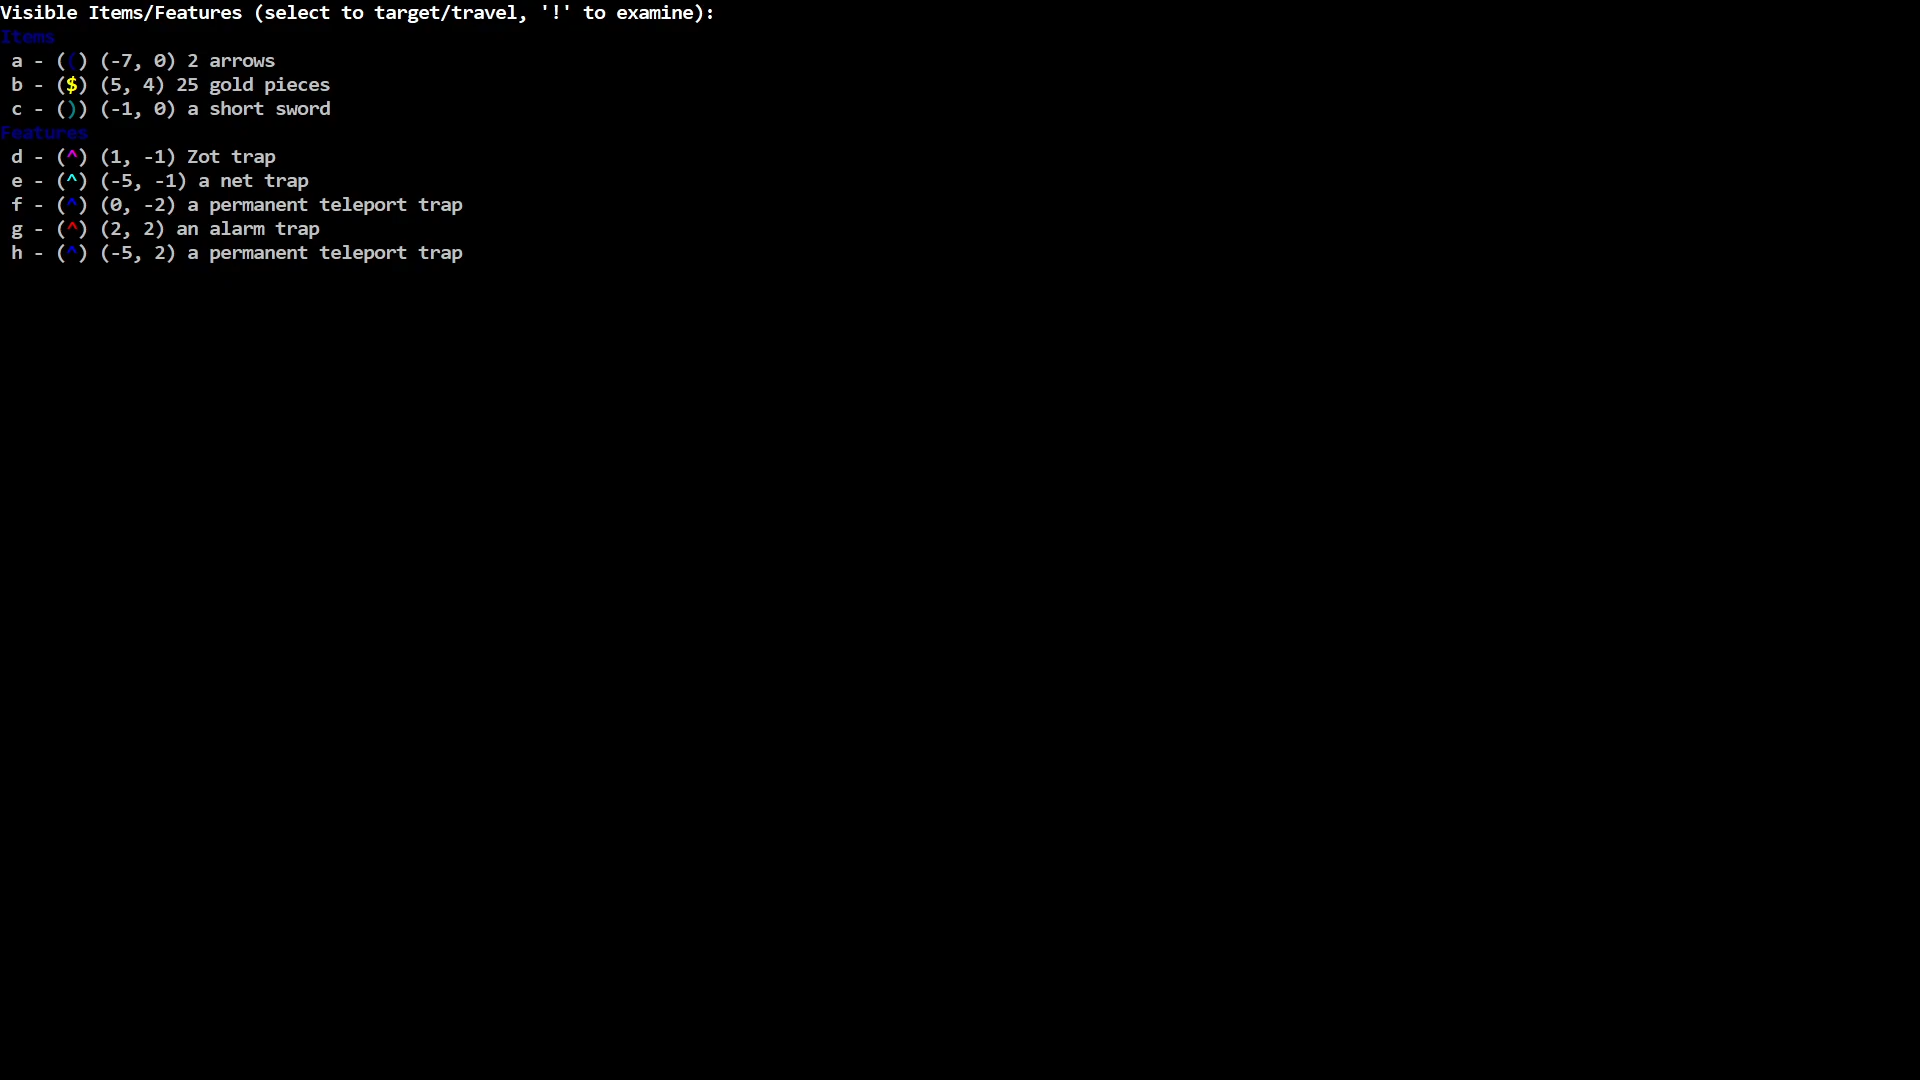 Visible Items/Features (select to target/travel, '!' to examine):
Items
a - (() (-7, 0) 2 arrows
b - ($) (5, 4) 25 gold pieces
c - ()) (-1, 0) a short sword
Features
d - (^) (1, -1) Zot trap
e - (^) (-5, -1) a net trap
f - (^) (0, -2) a permanent teleport trap
g - (^) (2, 2) an alarm trap
h - (^) (-5, 2) a permanent teleport trap